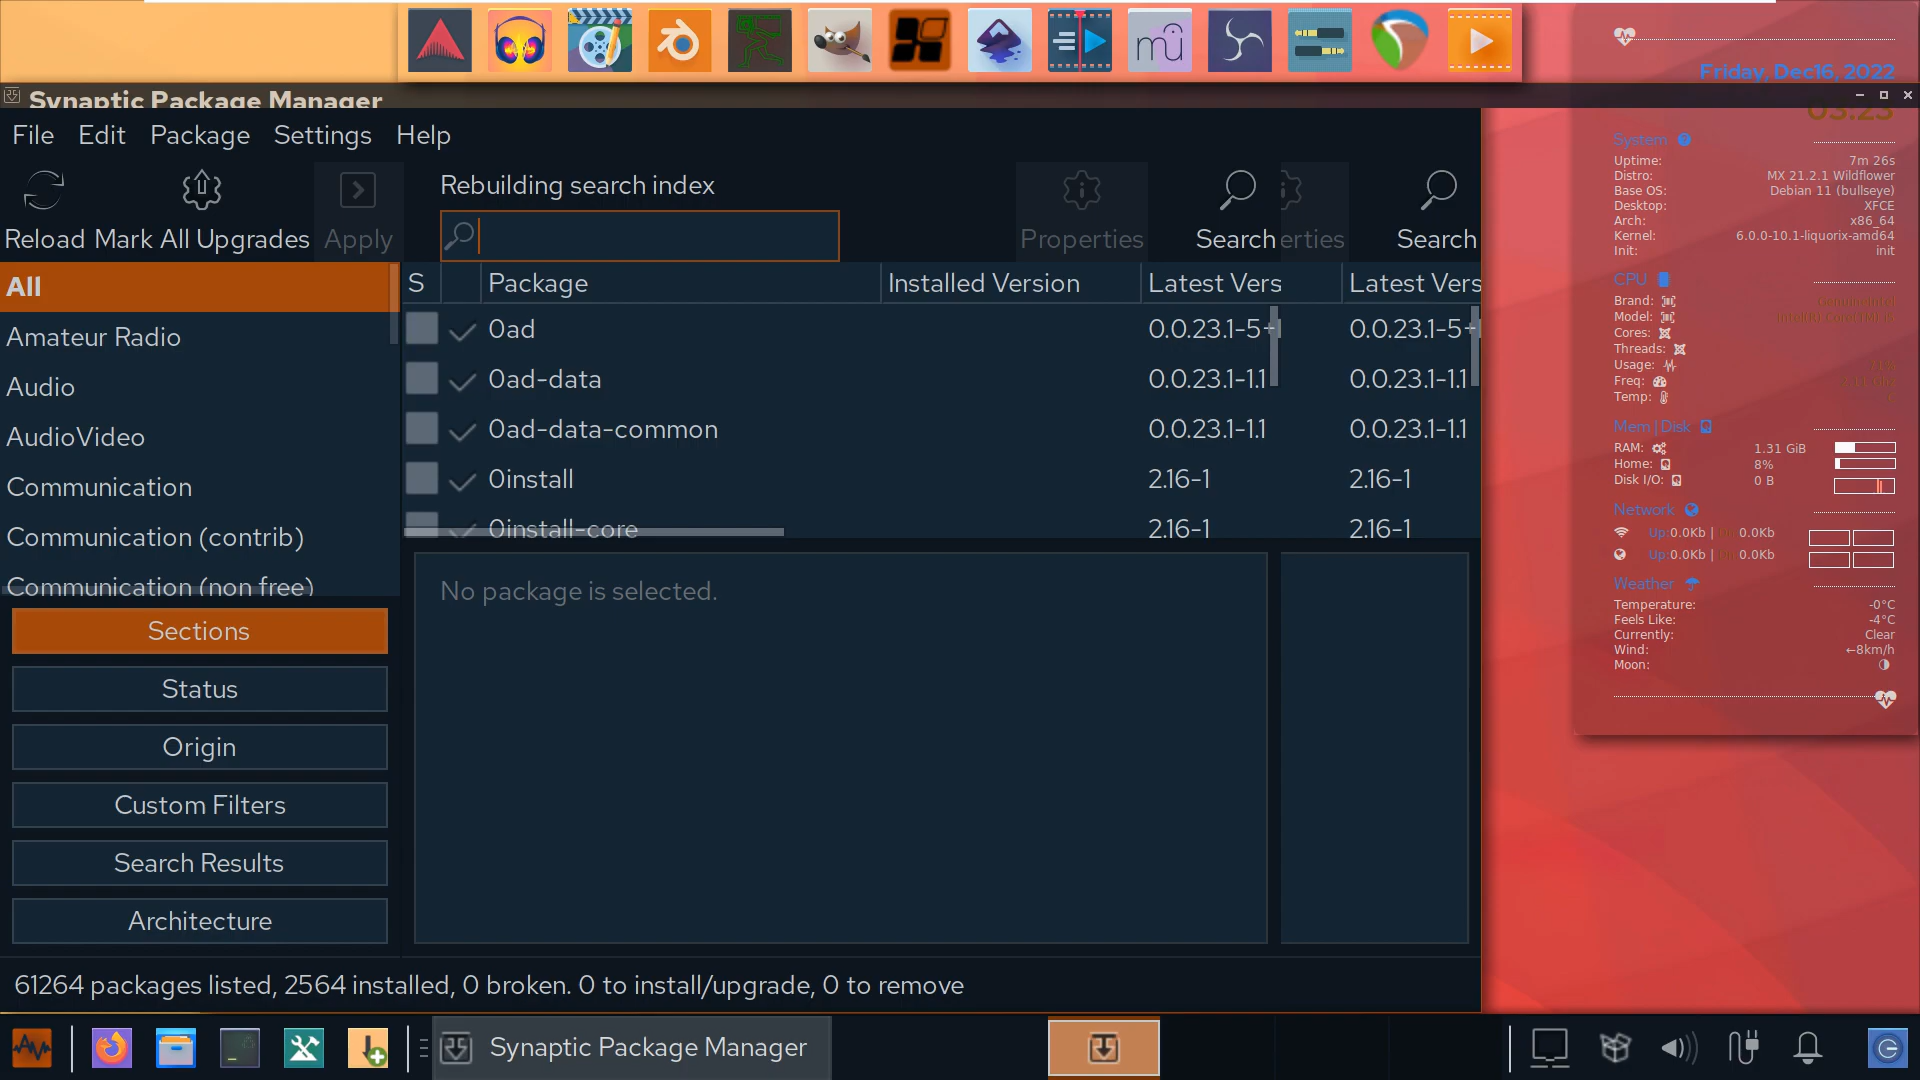 mü
Friday, Dec16, 2022
Synaptic Package Manager
03:23
File Edit Package Settings Help
System
Uptime: 7m 26s
Distro: MX 21.2.1 Wildflower
Base OS: Debian 11 (bullseye)
Desktop: XFCE
Arch: x86_64
Kernel: 6.0.0-10.1-liquorix-amd64
Init: init
Rebuilding search index
Reload Mark All Upgrades Apply
Properties Search erties Search
All
S Package Installed Version Latest Vers Latest Vers
0ad 0.0.23.1-5+ 0.0.23.1-5+
0ad-data 0.0.23.1-1.1 0.0.23.1-1.1
0ad-data-common 0.0.23.1-1.1 0.0.23.1-1.1
0install 2.16-1 2.16-1
0install-core 2.16-1 2.16-1
Amateur Radio
Audio
AudioVideo
Communication
Communication (contrib)
Communication (non free)
CPU
Brand:
Model:
Cores:
Threads:
Usage:
Freq:
Temp:
Mem | Disk
RAM: 1.31 GiB
Home: 8%
Disk I/O: 0 B
Network
Up:0.0Kb | 0.0Kb
Up:0.0Kb | 0.0Kb
Weather
Temperature: -0°C
Feels Like: -4°C
Currently: Clear
Wind: ←8km/h
Moon:
No package is selected.
Sections
Status
Origin
Custom Filters
Search Results
Architecture
61264 packages listed, 2564 installed, 0 broken. 0 to install/upgrade, 0 to remove
Synaptic Package Manager